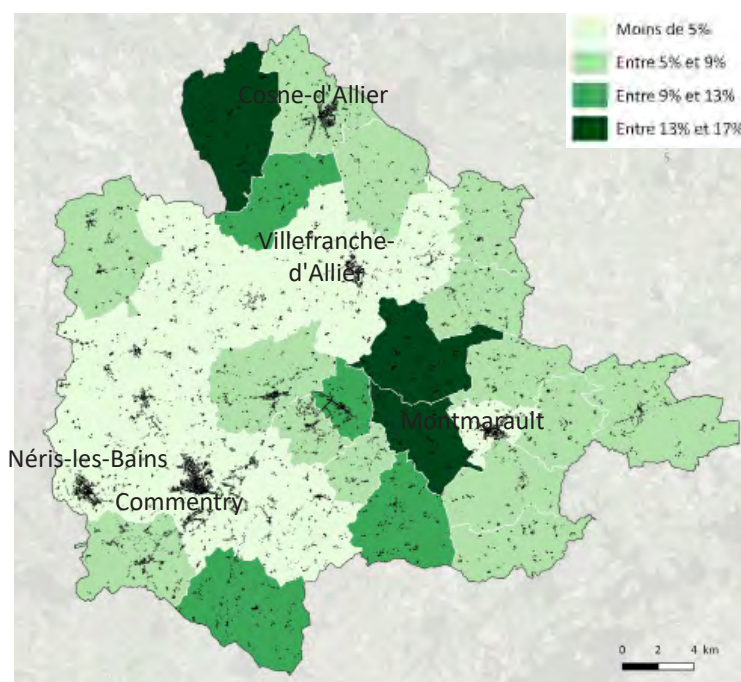 Moins de 5%
Entre 5% et 9%
Entre 9% et 13%
Entre 13% et 17%
Cosne-d'Allier
Villefranche-
d'Allier
Montmarault
Néris-les-Bains
Commentry
0 2 4 km